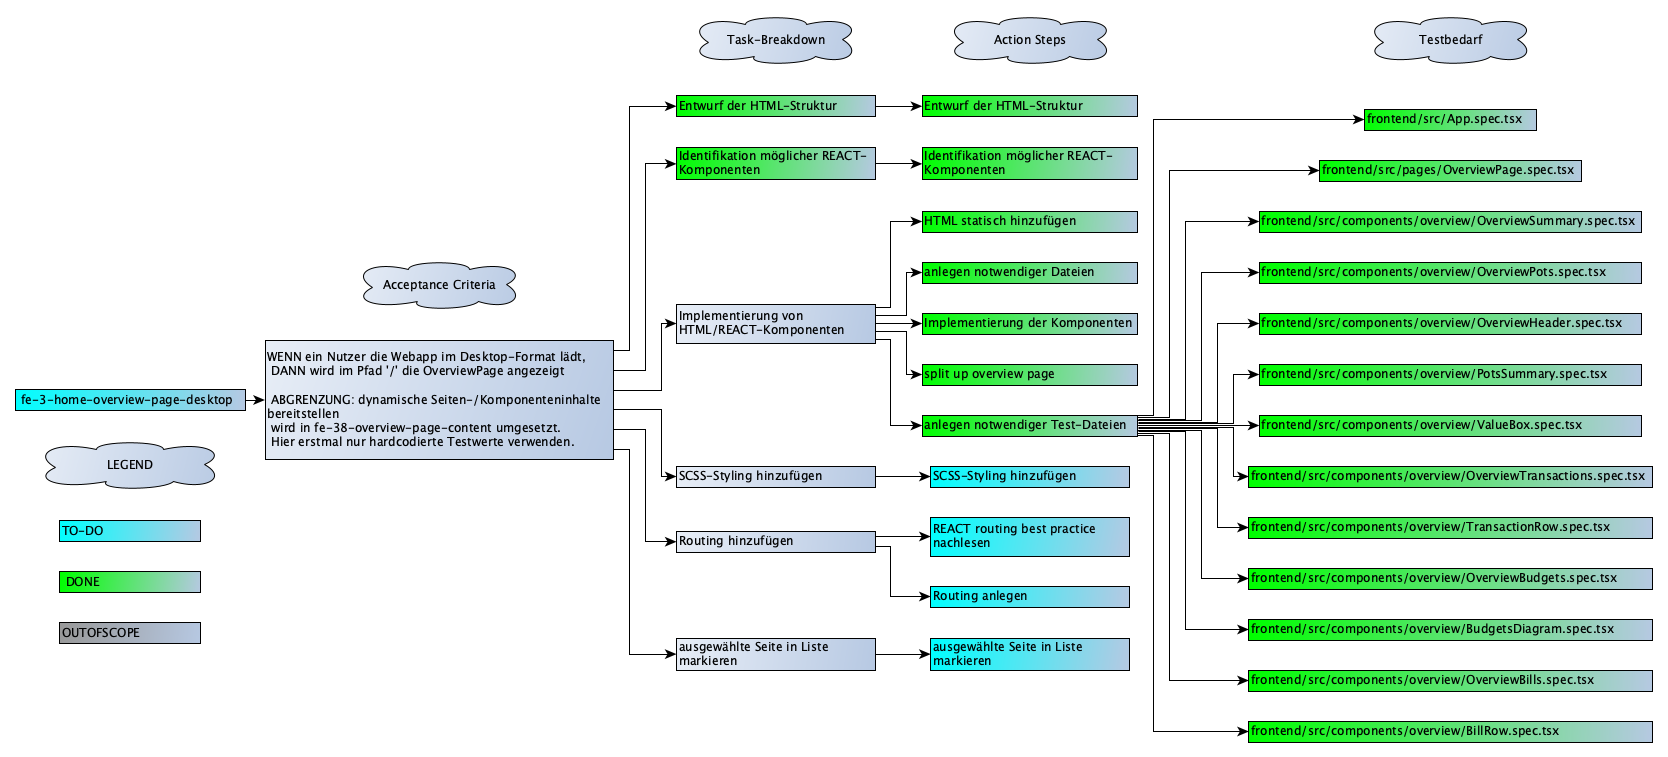 Task-Breakdown
Action Steps
Testbedarf
Acceptance Criteria
fe-3-home-overview-page-desktop
LEGEND
TO-DO
DONE
OUTOFSCOPE
WENN ein Nutzer die Webapp im Desktop-Format lädt,
DANN wird im Pfad '/' die OverviewPage angezeigt
ABGRENZUNG: dynamische Seiten-/Komponenteninhalte
bereitstellen
wird in fe-38-overview-page-content umgesetzt.
Hier erstmal nur hardcodierte Testwerte verwenden.
Entwurf der HTML-Struktur
Identifikation möglicher REACT-
Komponenten
Implementierung von
HTML/REACT-Komponenten
SCSS-Styling hinzufügen
Routing hinzufügen
ausgewählte Seite in Liste
markieren
Entwurf der HTML-Struktur
Identifikation möglicher REACT-
Komponenten
HTML statisch hinzufügen
anlegen notwendiger Dateien
Implementierung der Komponenten
split up overview page
anlegen notwendiger Test-Dateien
SCSS-Styling hinzufügen
REACT routing best practice
nachlesen
Routing anlegen
ausgewählte Seite in Liste
markieren
frontend/src/App.spec.tsx
frontend/src/pages/OverviewPage.spec.tsx
frontend/src/components/overview/OverviewSummary.spec.tsx
frontend/src/components/overview/OverviewPots.spec.tsx
frontend/src/components/overview/OverviewHeader.spec.tsx
frontend/src/components/overview/PotsSummary.spec.tsx
frontend/src/components/overview/ValueBox.spec.tsx
frontend/src/components/overview/OverviewTransactions.spec.tsx
frontend/src/components/overview/TransactionRow.spec.tsx
frontend/src/components/overview/OverviewBudgets.spec.tsx
frontend/src/components/overview/BudgetsDiagram.spec.tsx
frontend/src/components/overview/OverviewBills.spec.tsx
frontend/src/components/overview/BillRow.spec.tsx